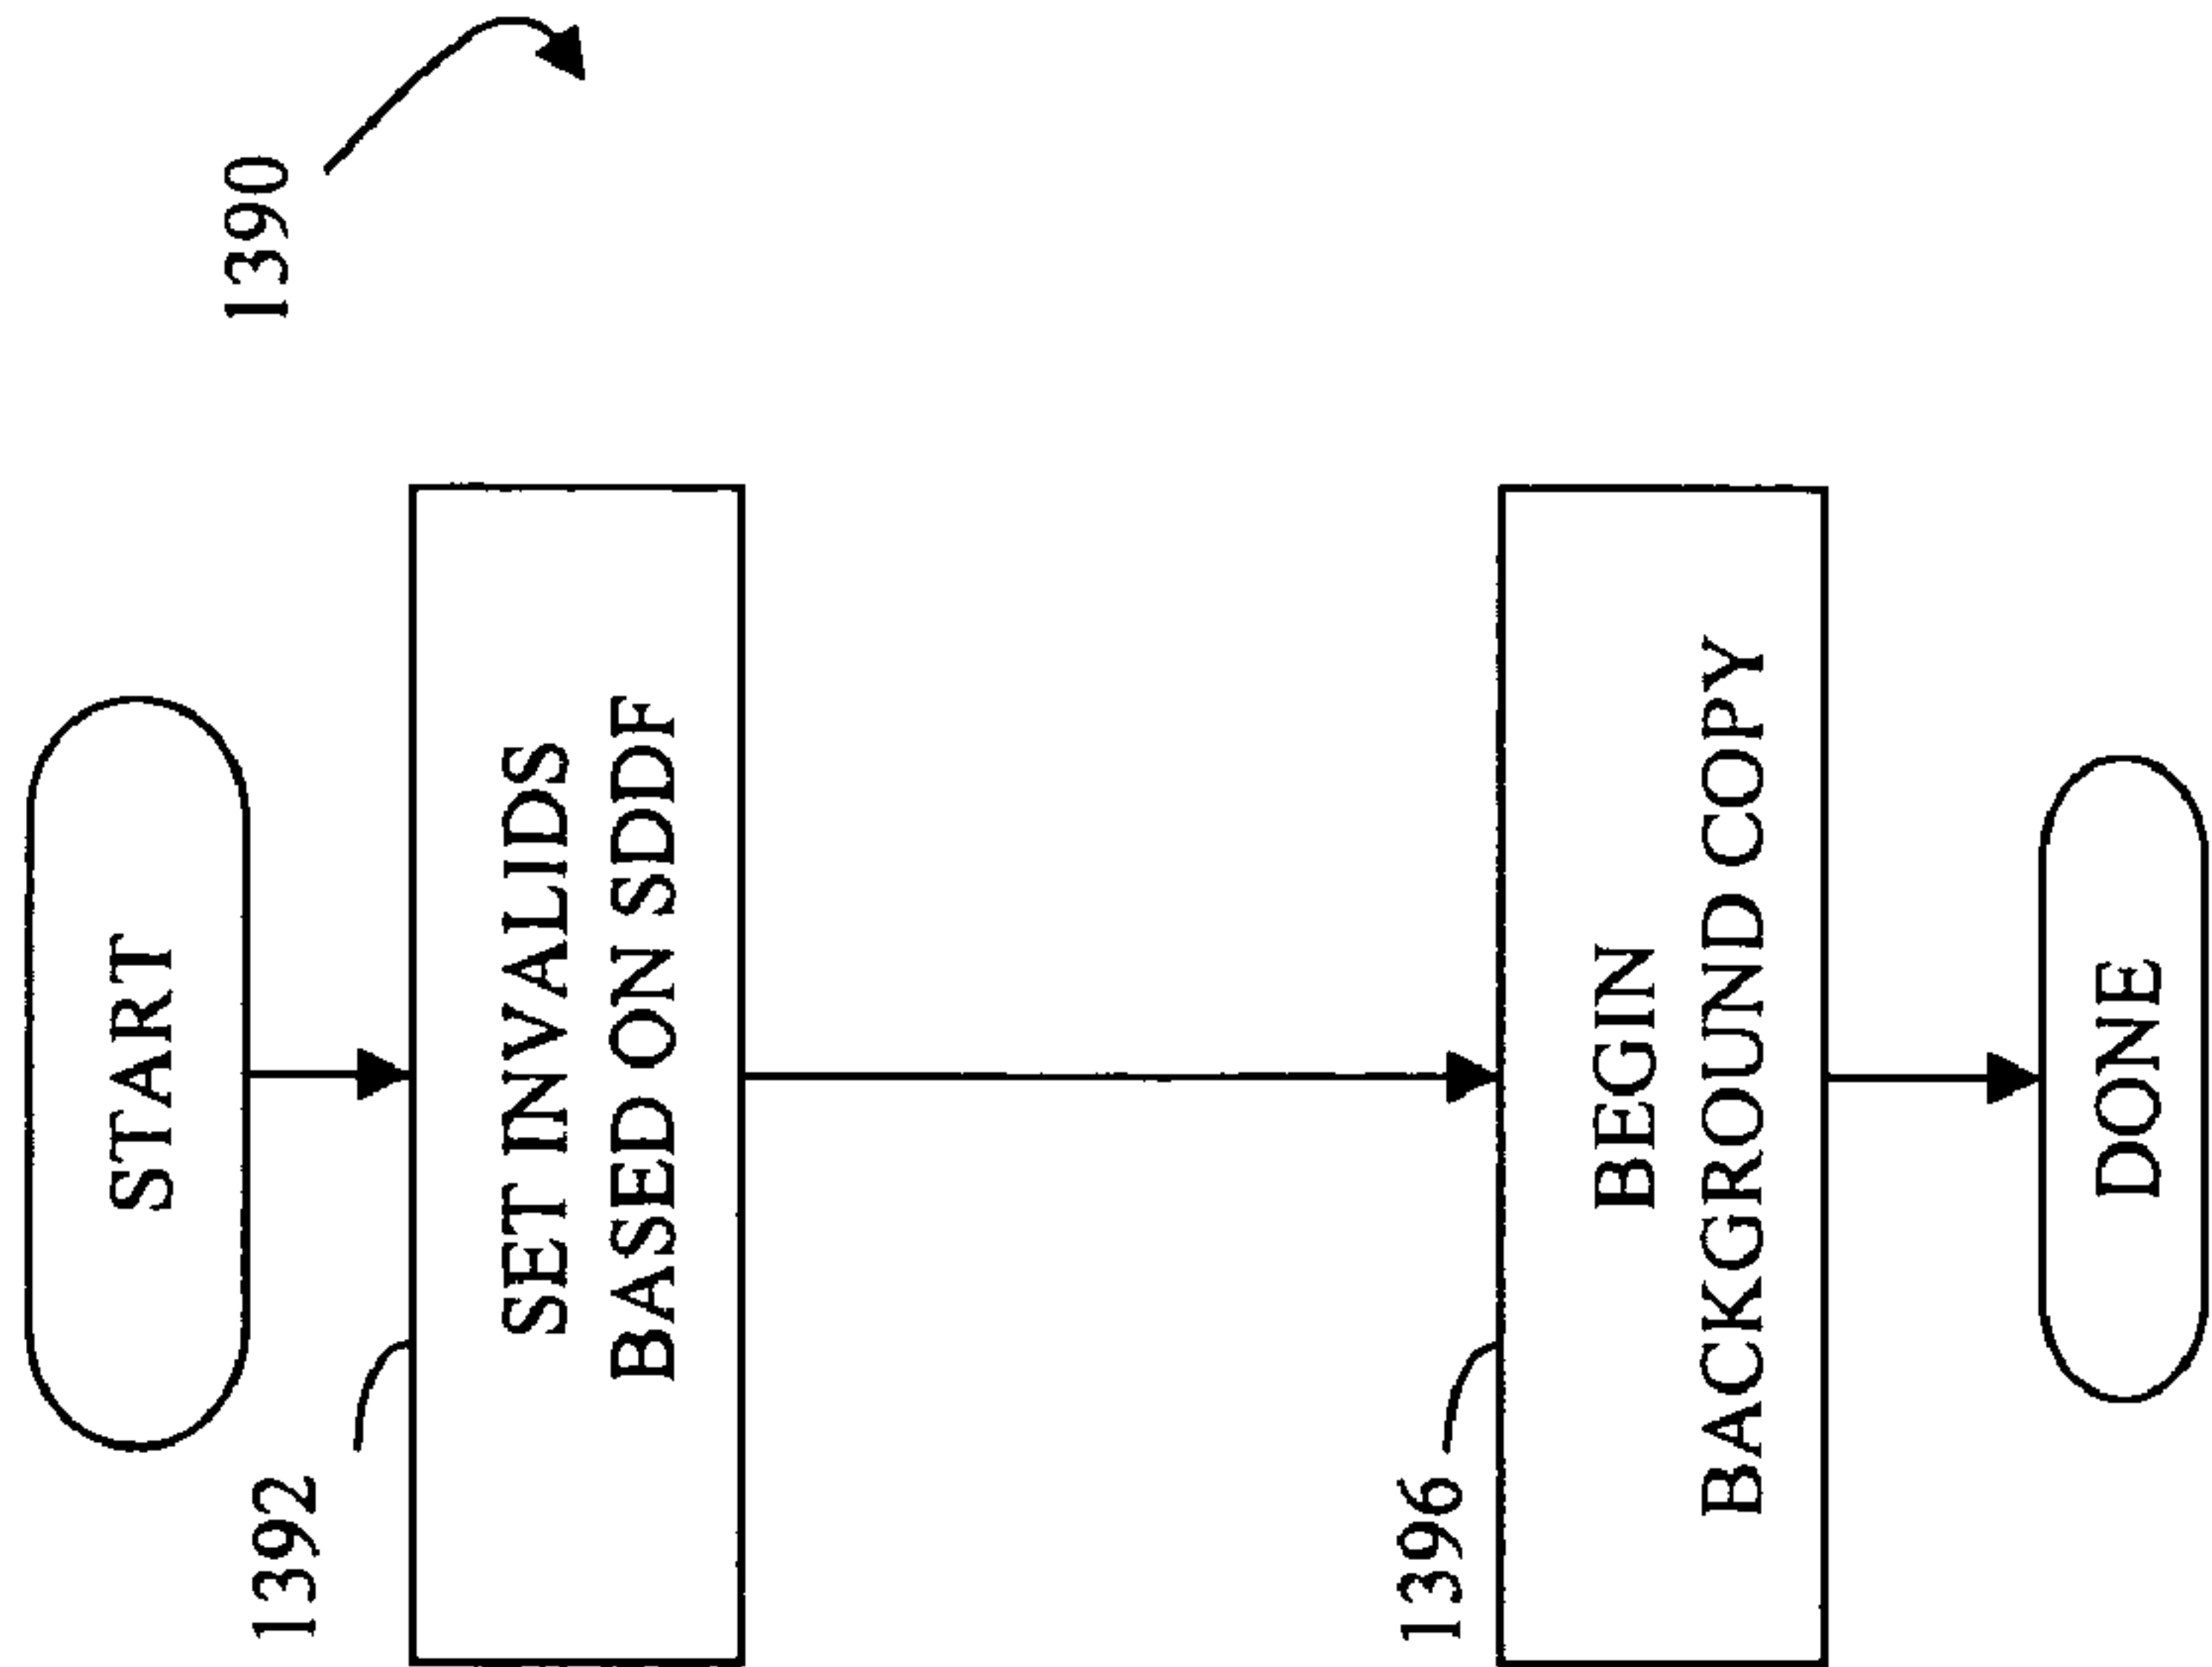 1390
START
1392
SET INVALIDS
BASED ON SDDF
1396
BEGIN
BACKGROUND COPY
DONE